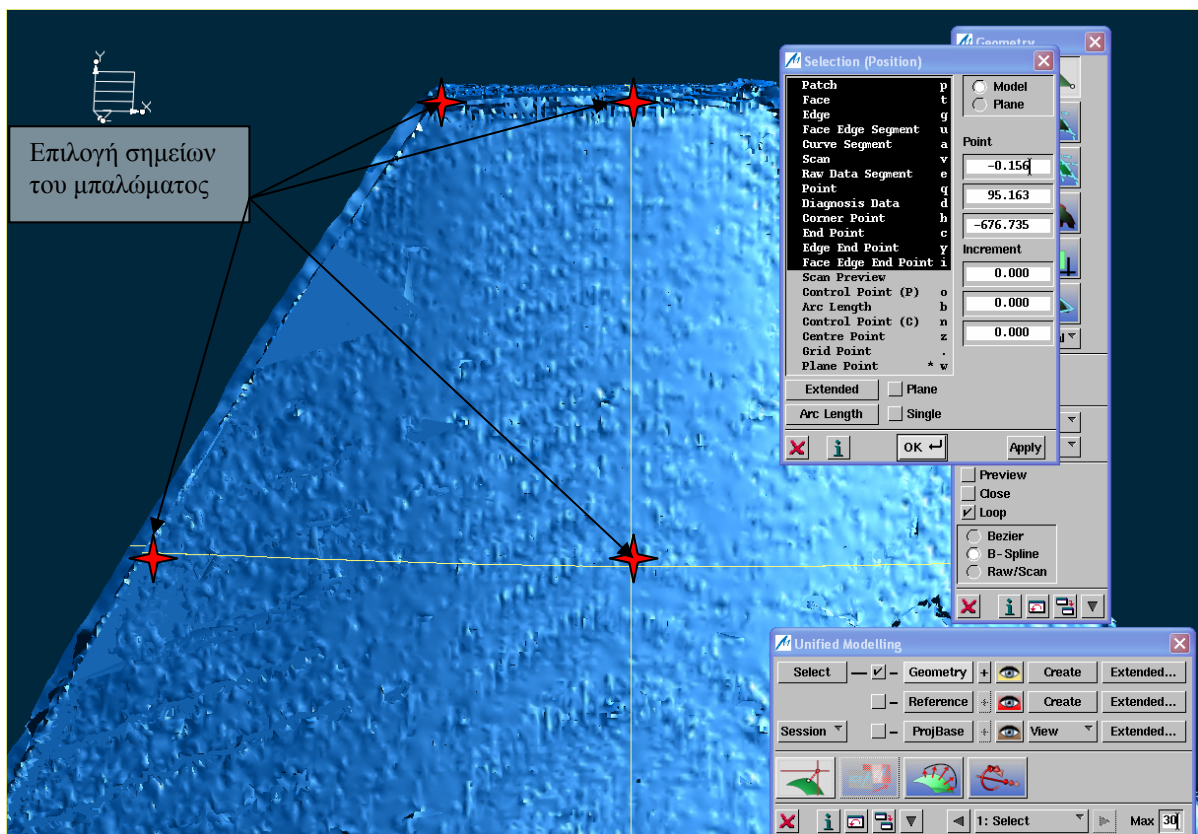 Y
X
Z
Επιλογή σημείων
του μπαλώματος
Geometry
Selection (Position)
Patch p
Face t
Edge g
Face Edge Segment u
Curve Segment a
Scan v
Raw Data Segment e
Point q
Diagnosis Data d
Corner Point h
End Point c
Edge End Point y
Face Edge End Point i
Scan Preview
Control Point (P) o
Arc Length b
Control Point (C) n
Centre Point z
Grid Point .
Plane Point * w
Model
Plane
Point
-0.156
95.163
-676.735
Increment
0.000
0.000
0.000
Extended
Plane
Arc Length
Single
OK
Apply
Preview
Close
Loop
Bezier
B-Spline
Raw/Scan
Unified Modelling
Select — – Geometry + Create Extended...
– Reference + Create Extended...
Session – ProjBase + View Extended...
1: Select Max 30